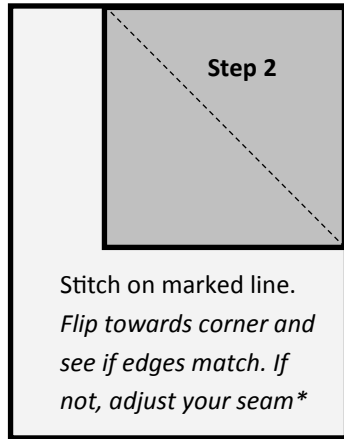 Step 2
Stitch on marked line.
Flip towards corner and
see if edges match. If
not, adjust your seam*